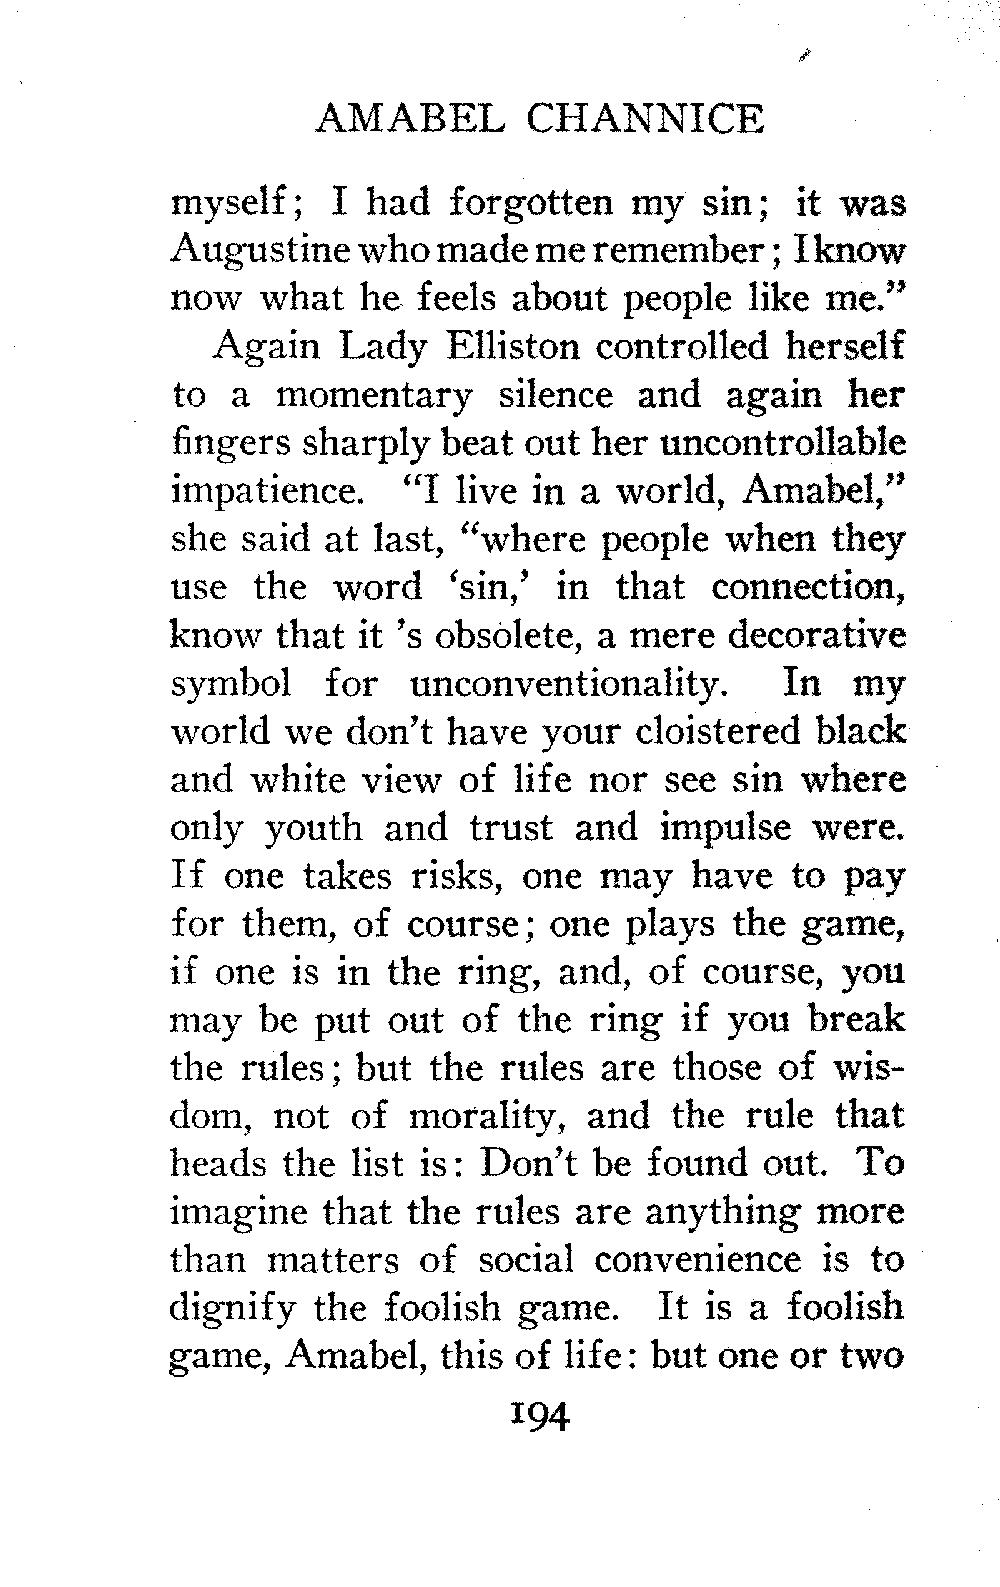 AMABEL CHANNICE
myself; I had forgotten my sin; it was
Augustine who made me remember; I know
now what he feels about people like me."
Again Lady Elliston controlled herself
to a momentary silence and again her
fingers sharply beat out her uncontrollable
impatience. "I live in a world, Amabel,"
she said at last, "where people when they
use the word 'sin,' in that connection,
know that it 's obsolete, a mere decorative
symbol for unconventionality. In my
world we don't have your cloistered black
and white view of life nor see sin where
only youth and trust and impulse were.
If one takes risks, one may have to pay
for them, of course; one plays the game,
if one is in the ring, and, of course, you
may be put out of the ring if you break
the rules; but the rules are those of wis-
dom, not of morality, and the rule that
heads the list is: Don't be found out. To
imagine that the rules are anything more
than matters of social convenience is to
dignify the foolish game. It is a foolish
game, Amabel, this of life: but one or two
194